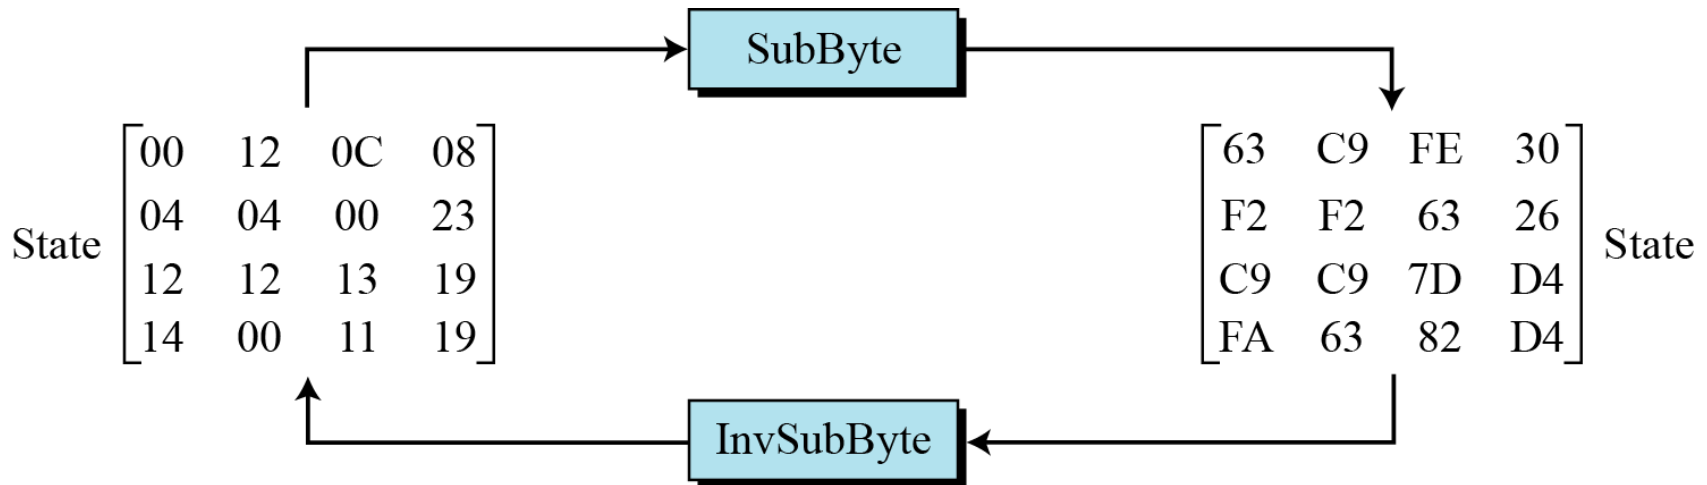 SubByte
00 12 0C 08 63 C9 FE 30
04 04 00 23 F2 F2 63 26
State State
12 12 13 19 C9 C9 7D D4
14 00 11 19 FA 63 82 D4
InvSubByte